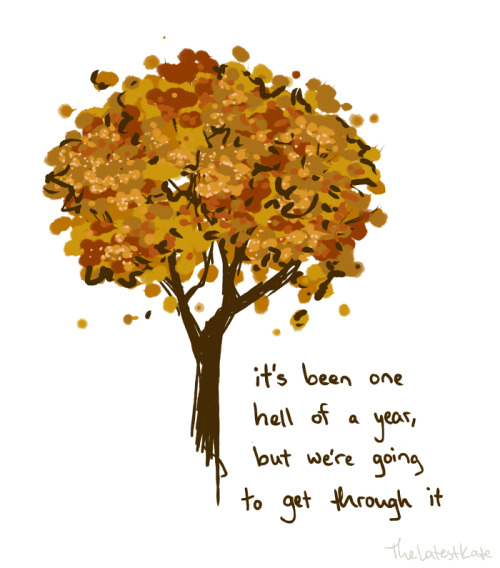 it's been one
hell of a year,
but we're going
to get through it
TheLatestKate